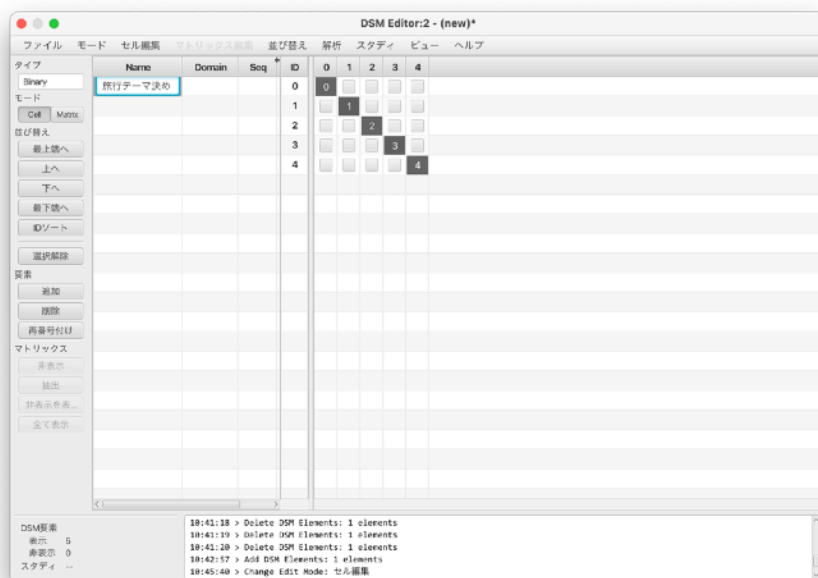 DSM Editor:2 - (new)*
ファイル モード セル編集 マトリックス編集 並び替え 解析 スタディ ビュー ヘルプ
タイプ
Binary
モード
Cell Matrix
並び替え
最上端へ
上へ
下へ
最下端へ
IDソート
選択解除
要素
追加
削除
再番号付け
マトリックス
非表示
抽出
非表示を表...
全て表示
Name Domain Seq ID 0 1 2 3 4
旅行テーマ決め 0 0
1 1
2 2
3 3
4 4
DSM要素
表示 5
非表示 0
スタディ --
10:41:18 > Delete DSM Elements: 1 elements
10:41:19 > Delete DSM Elements: 1 elements
10:41:20 > Delete DSM Elements: 1 elements
10:42:57 > Add DSM Elements: 1 elements
10:45:40 > Change Edit Mode: セル編集